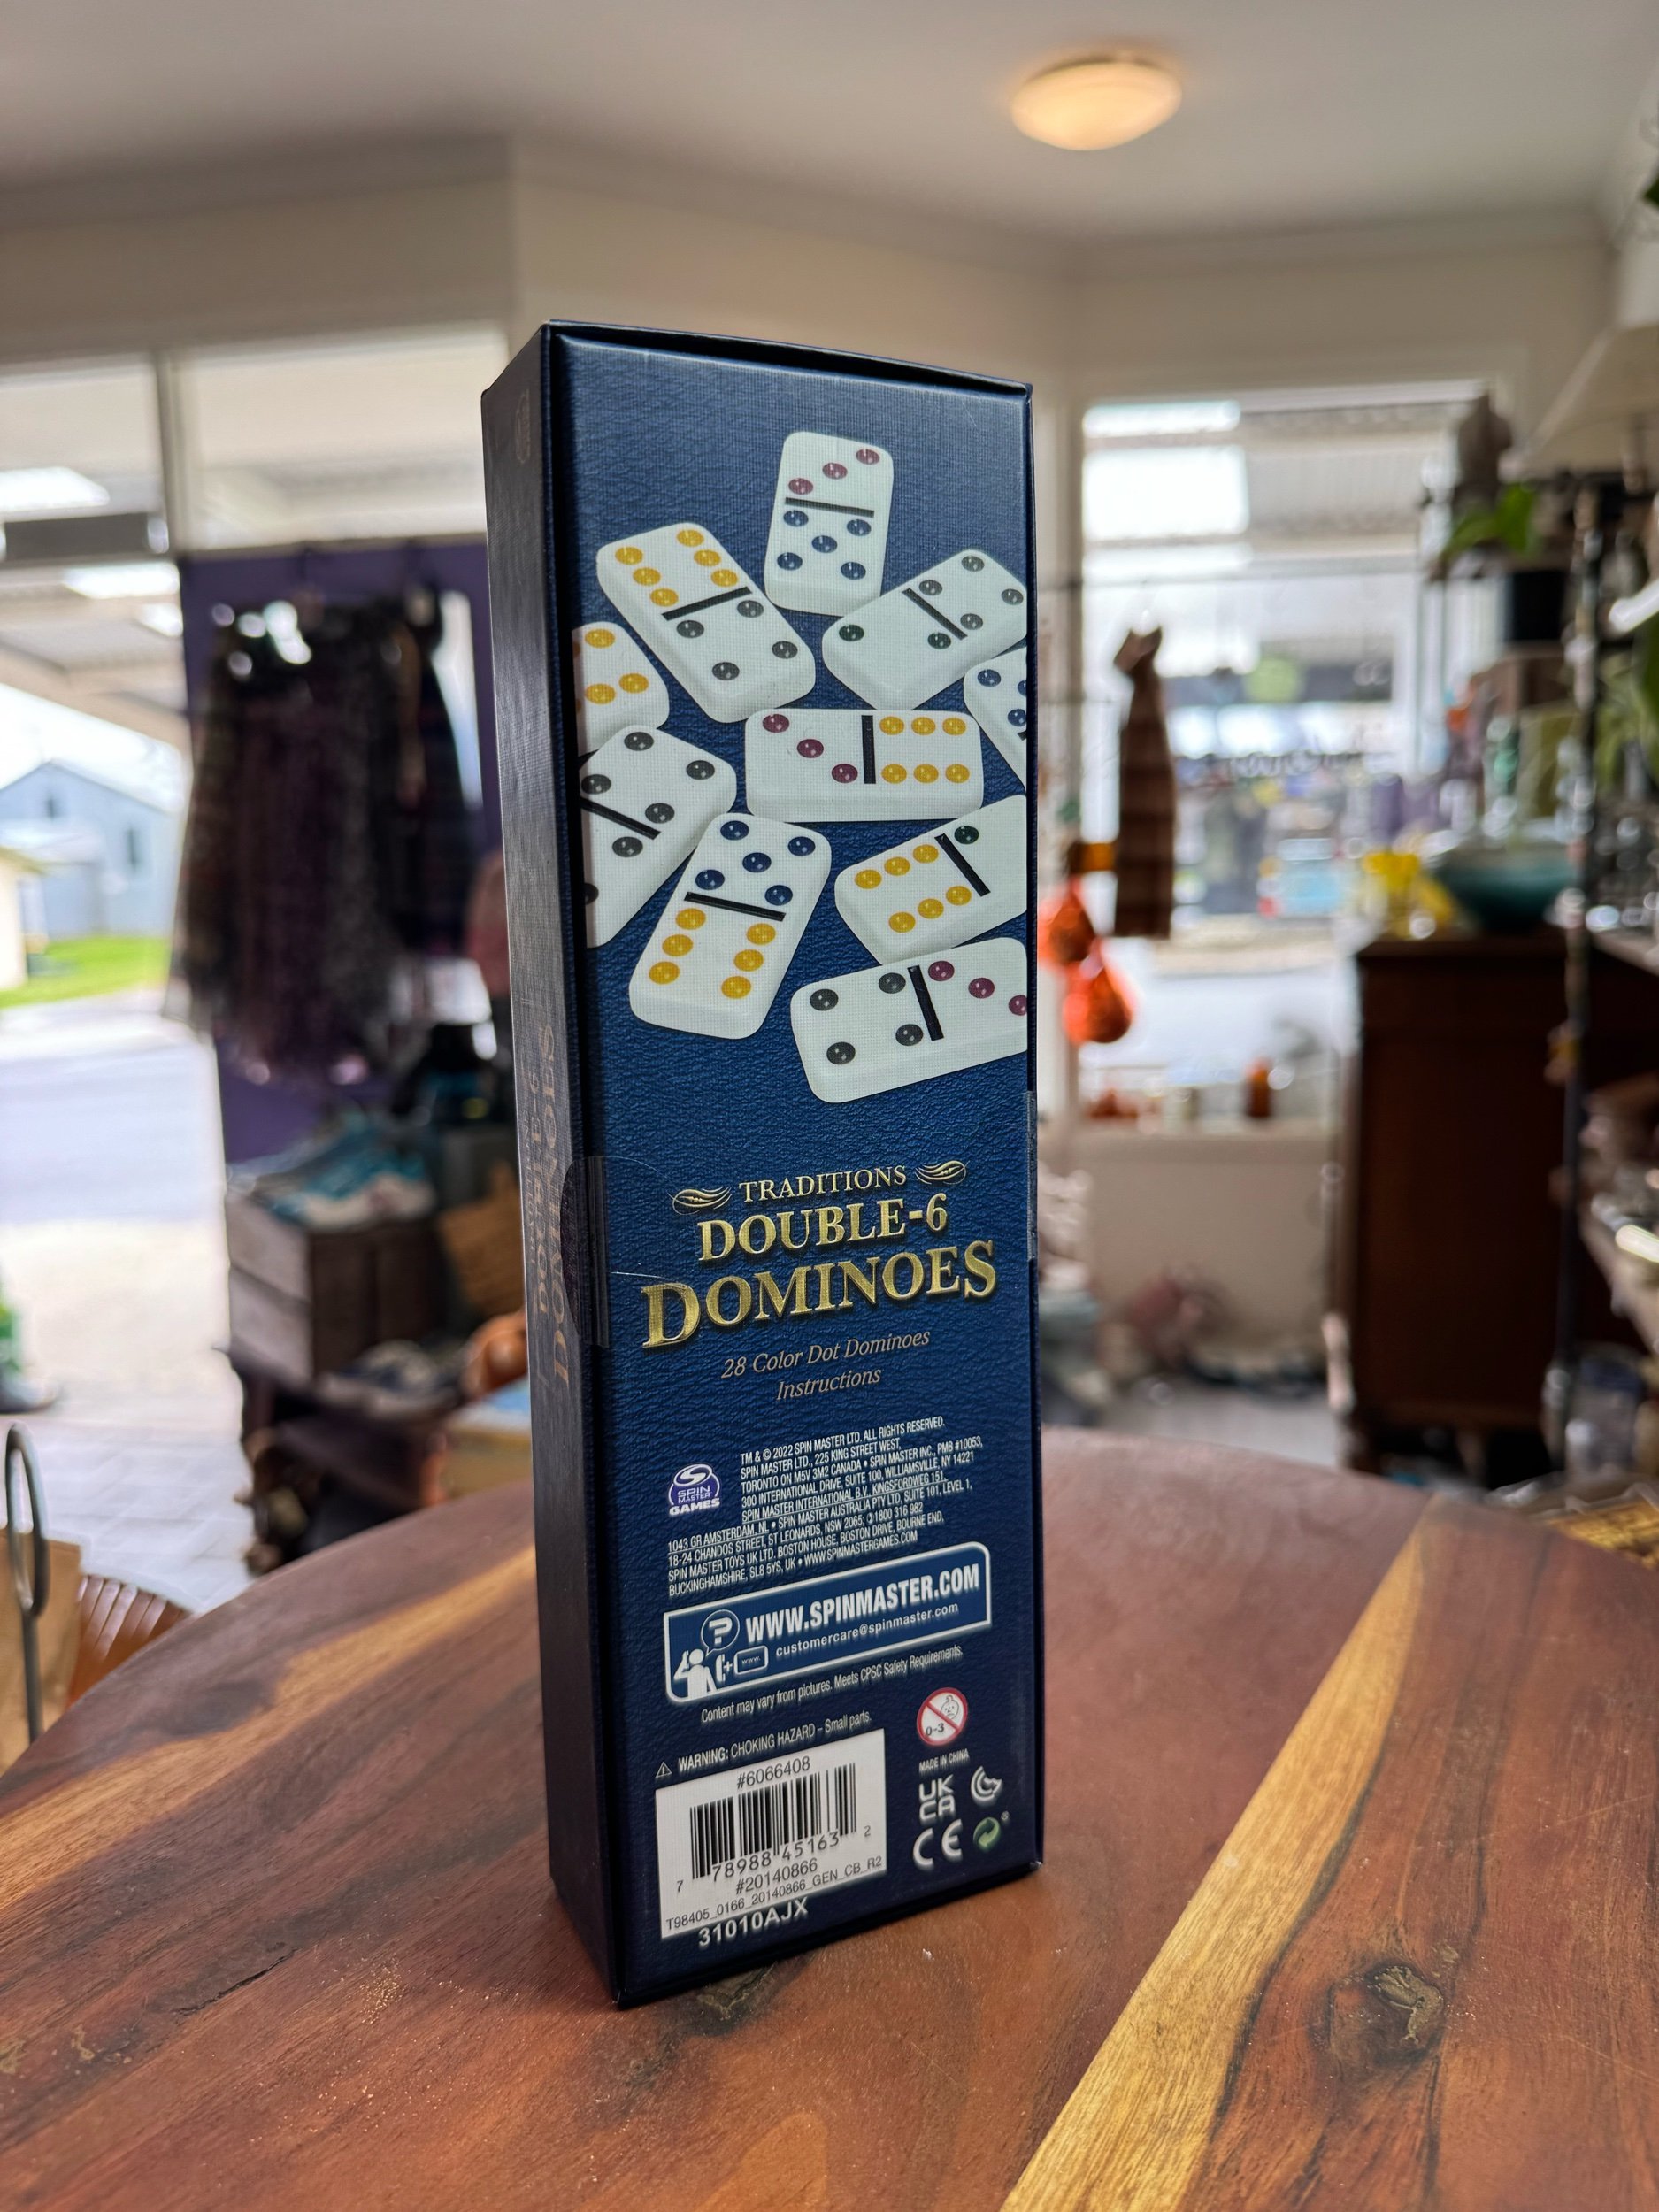 TRADITIONS
DOUBLE-6
DOMINOES
28 Color Dot Dominoes
Instructions
TM & © 2022 SPIN MASTER LTD. ALL RIGHTS RESERVED.
SPIN MASTER LTD., 225 KING STREET WEST,
TORONTO ON M5V 3M2 CANADA • SPIN MASTER INC., PMB #10053,
300 INTERNATIONAL DRIVE, SUITE 100, WILLIAMSVILLE, NY 14221
SPIN MASTER INTERNATIONAL B.V., KINGSFORDWEG 151,
1043 GR AMSTERDAM, NL • SPIN MASTER AUSTRALIA PTY LTD, SUITE 101, LEVEL 1,
18-24 CHANDOS STREET, ST LEONARDS, NSW 2065; 1800 316 982
SPIN MASTER TOYS UK LTD, BOSTON HOUSE, BOSTON DRIVE, BOURNE END,
BUCKINGHAMSHIRE, SL8 5YS, UK • WWW.SPINMASTERGAMES.COM
SPIN
MASTER
GAMES
?
WWW.SPINMASTER.COM
www.
customercare@spinmaster.com
Content may vary from pictures. Meets CPSC Safety Requirements.
WARNING: CHOKING HAZARD – Small parts.
0-3
MADE IN CHINA
UK
CA
CE
#6066408
7 78988 45163 2
#20140866
T98405_0166_20140866_GEN_CB_R2
31010AJX
DOUBLE-6
DOMINOES